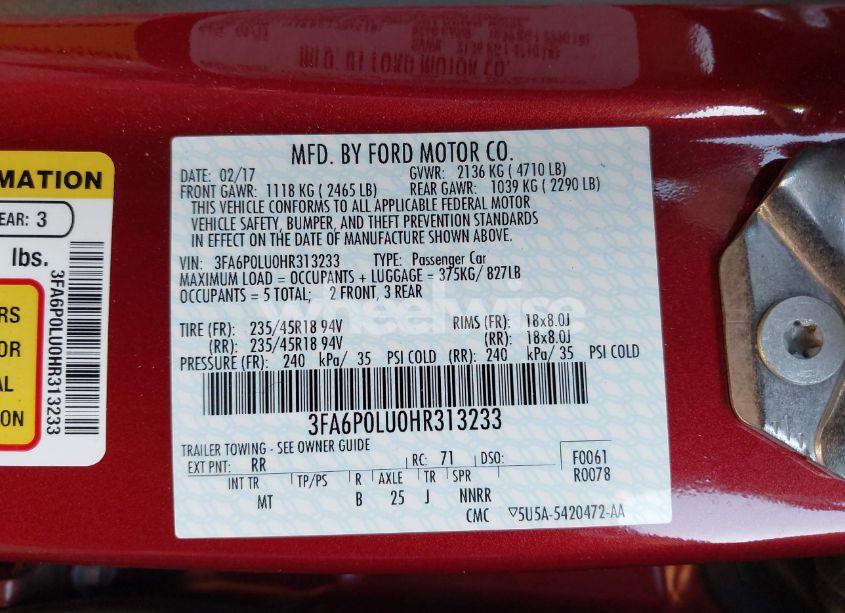 MFD. BY FORD MOTOR CO.
DATE: 02/17 GVWR: 2136 KG ( 4710 LB)
FRONT GAWR: 1118 KG ( 2465 LB) REAR GAWR: 1039 KG ( 2290 LB)
THIS VEHICLE CONFORMS TO ALL APPLICABLE FEDERAL MOTOR
VEHICLE SAFETY, BUMPER, AND THEFT PREVENTION STANDARDS
IN EFFECT ON THE DATE OF MANUFACTURE SHOWN ABOVE.
VIN: 3FA6P0LU0HR313233 TYPE: Passenger Car
MAXIMUM LOAD = OCCUPANTS + LUGGAGE = 375KG/ 827LB
OCCUPANTS = 5 TOTAL; 2 FRONT, 3 REAR
wheelwise
TIRE (FR): 235/45R18 94V RIMS (FR): 18x8.0J
(RR): 235/45R18 94V (RR): 18x8.0J
PRESSURE (FR): 240 kPa/ 35 PSI COLD (RR): 240 kPa/ 35 PSI COLD
3FA6P0LU0HR313233
TRAILER TOWING - SEE OWNER GUIDE
EXT PNT: RR RC: 71 DSO: F0061
R0078
INT TR TP/PS R AXLE TR SPR
MT B 25 J NNRR
CMC ▽5U5A-5420472-AA
MATION
EAR: 3
lbs.
RS
OR
AL
ION
3FA6P0LU0HR313233